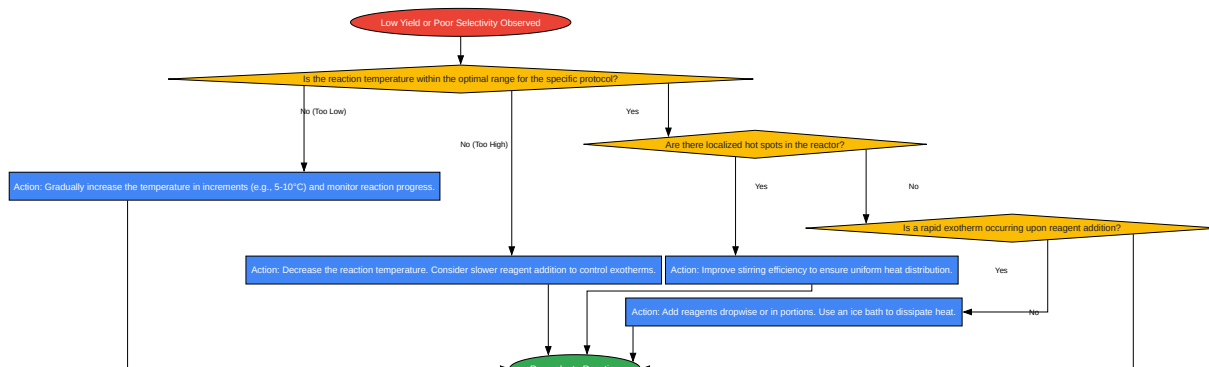 Low Yield or Poor Selectivity Observed
Is the reaction temperature within the optimal range for the specific protocol?
No (Too Low)
Yes
No (Too High)
Are there localized hot spots in the reactor?
Action: Gradually increase the temperature in increments (e.g., 5-10°C) and monitor reaction progress.
Yes
No
Is a rapid exotherm occurring upon reagent addition?
Action: Decrease the reaction temperature. Consider slower reagent addition to control exotherms.
Action: Improve stirring efficiency to ensure uniform heat distribution.
Yes
Action: Add reagents dropwise or in portions. Use an ice bath to dissipate heat.
No